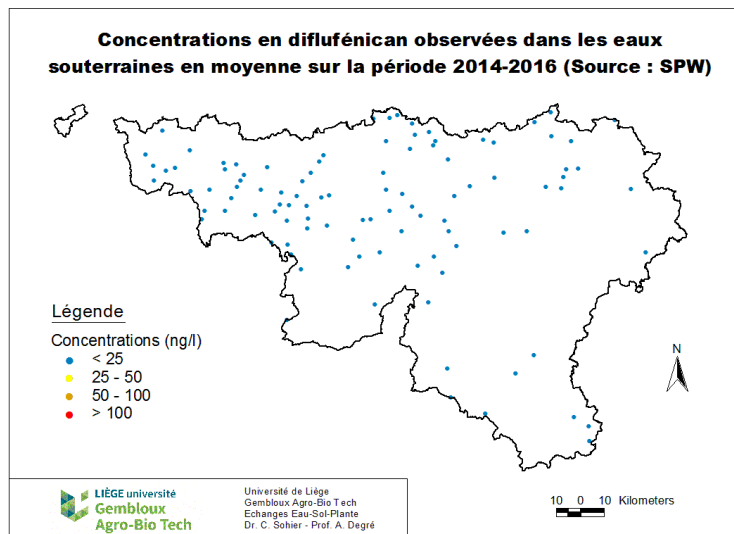 Concentrations en diflufénican observées dans les eaux
souterraines en moyenne sur la période 2014-2016 (Source : SPW)
Légende
Concentrations (ng/l)
< 25
25 - 50
50 - 100
> 100
N
10 0 10 Kilometers
LIÈGE université
Gembloux
Agro-Bio Tech
Université de Liège
Gembloux Agro-Bio Tech
Echanges Eau-Sol-Plante
Dr. C. Sohier - Prof. A. Degré